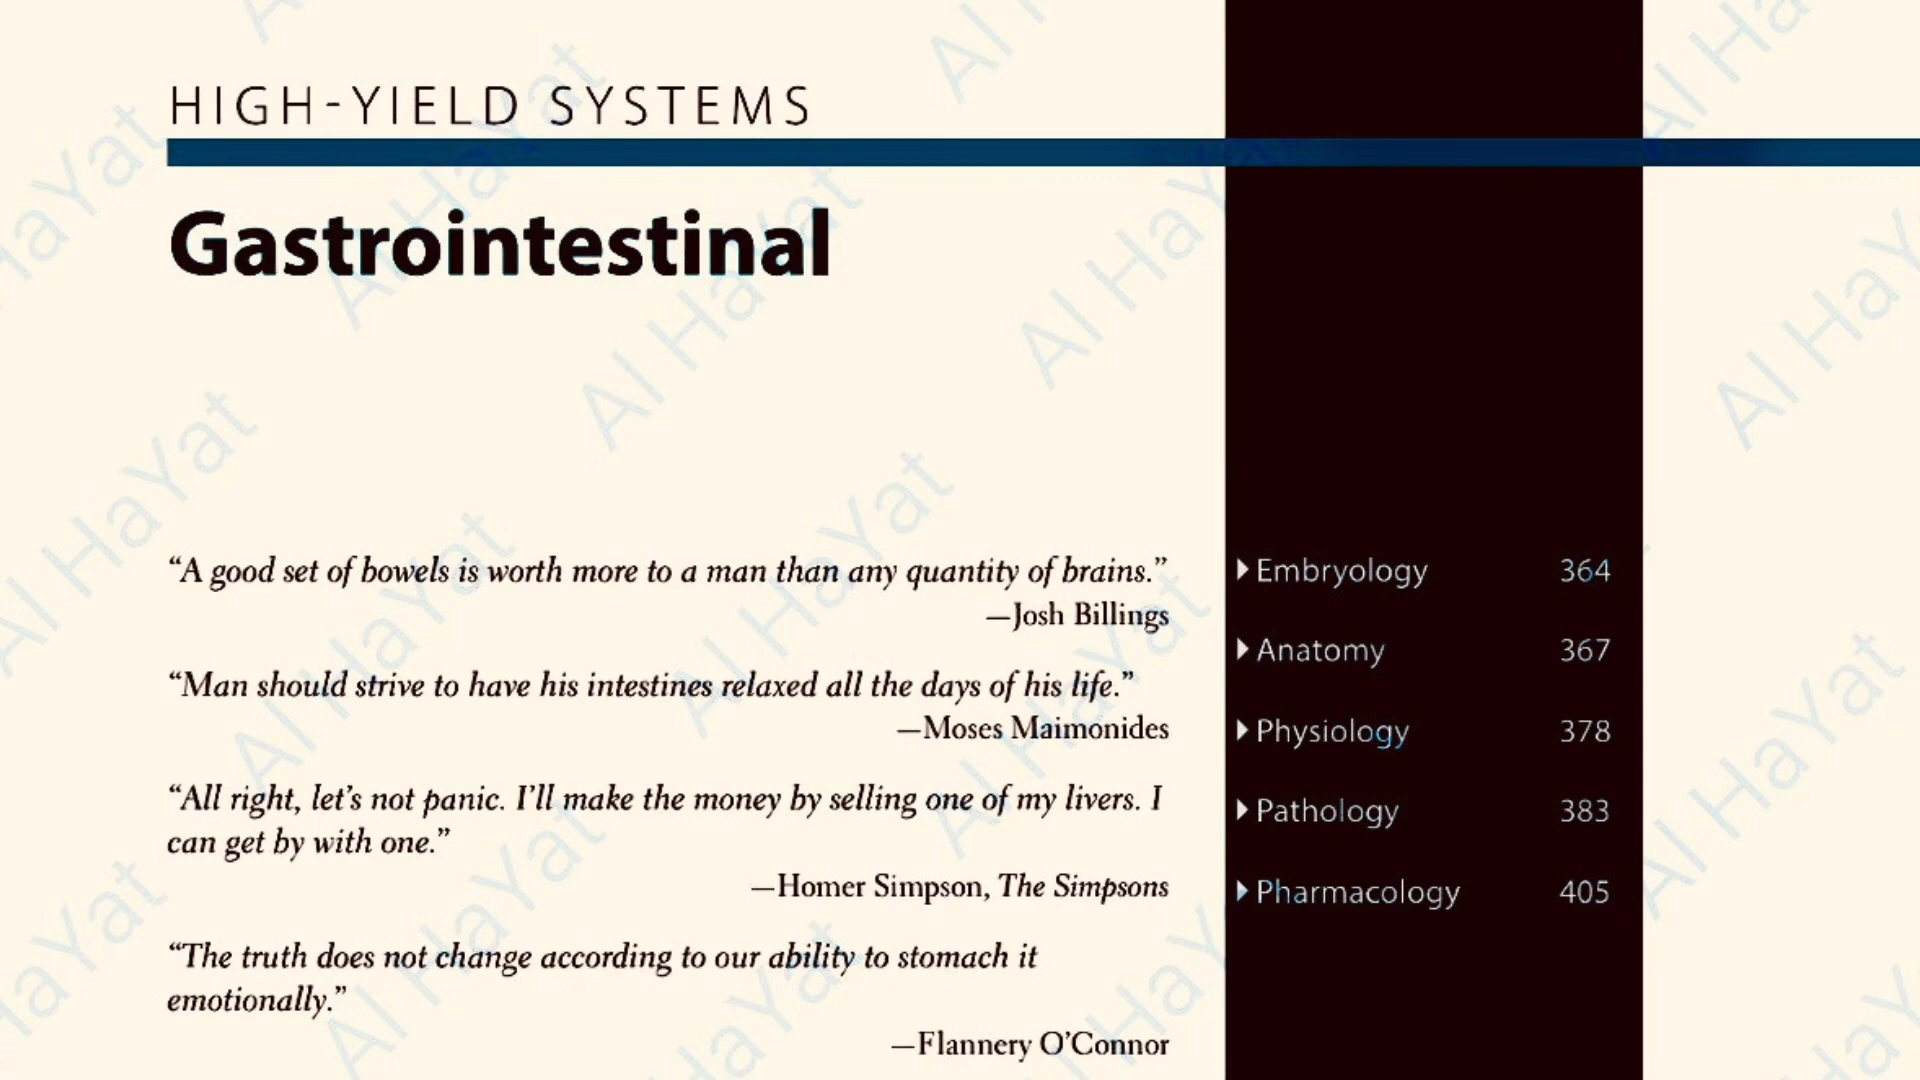 HIGH-YIELD SYSTEMS
Gastrointestinal
“A good set of bowels is worth more to a man than any quantity of brains.”
—Josh Billings
“Man should strive to have his intestines relaxed all the days of his life.”
—Moses Maimonides
“All right, let’s not panic. I’ll make the money by selling one of my livers. I
can get by with one.”
—Homer Simpson, The Simpsons
“The truth does not change according to our ability to stomach it
emotionally.”
—Flannery O’Connor
Embryology 364
Anatomy 367
Physiology 378
Pathology 383
Pharmacology 405
Al HaYat